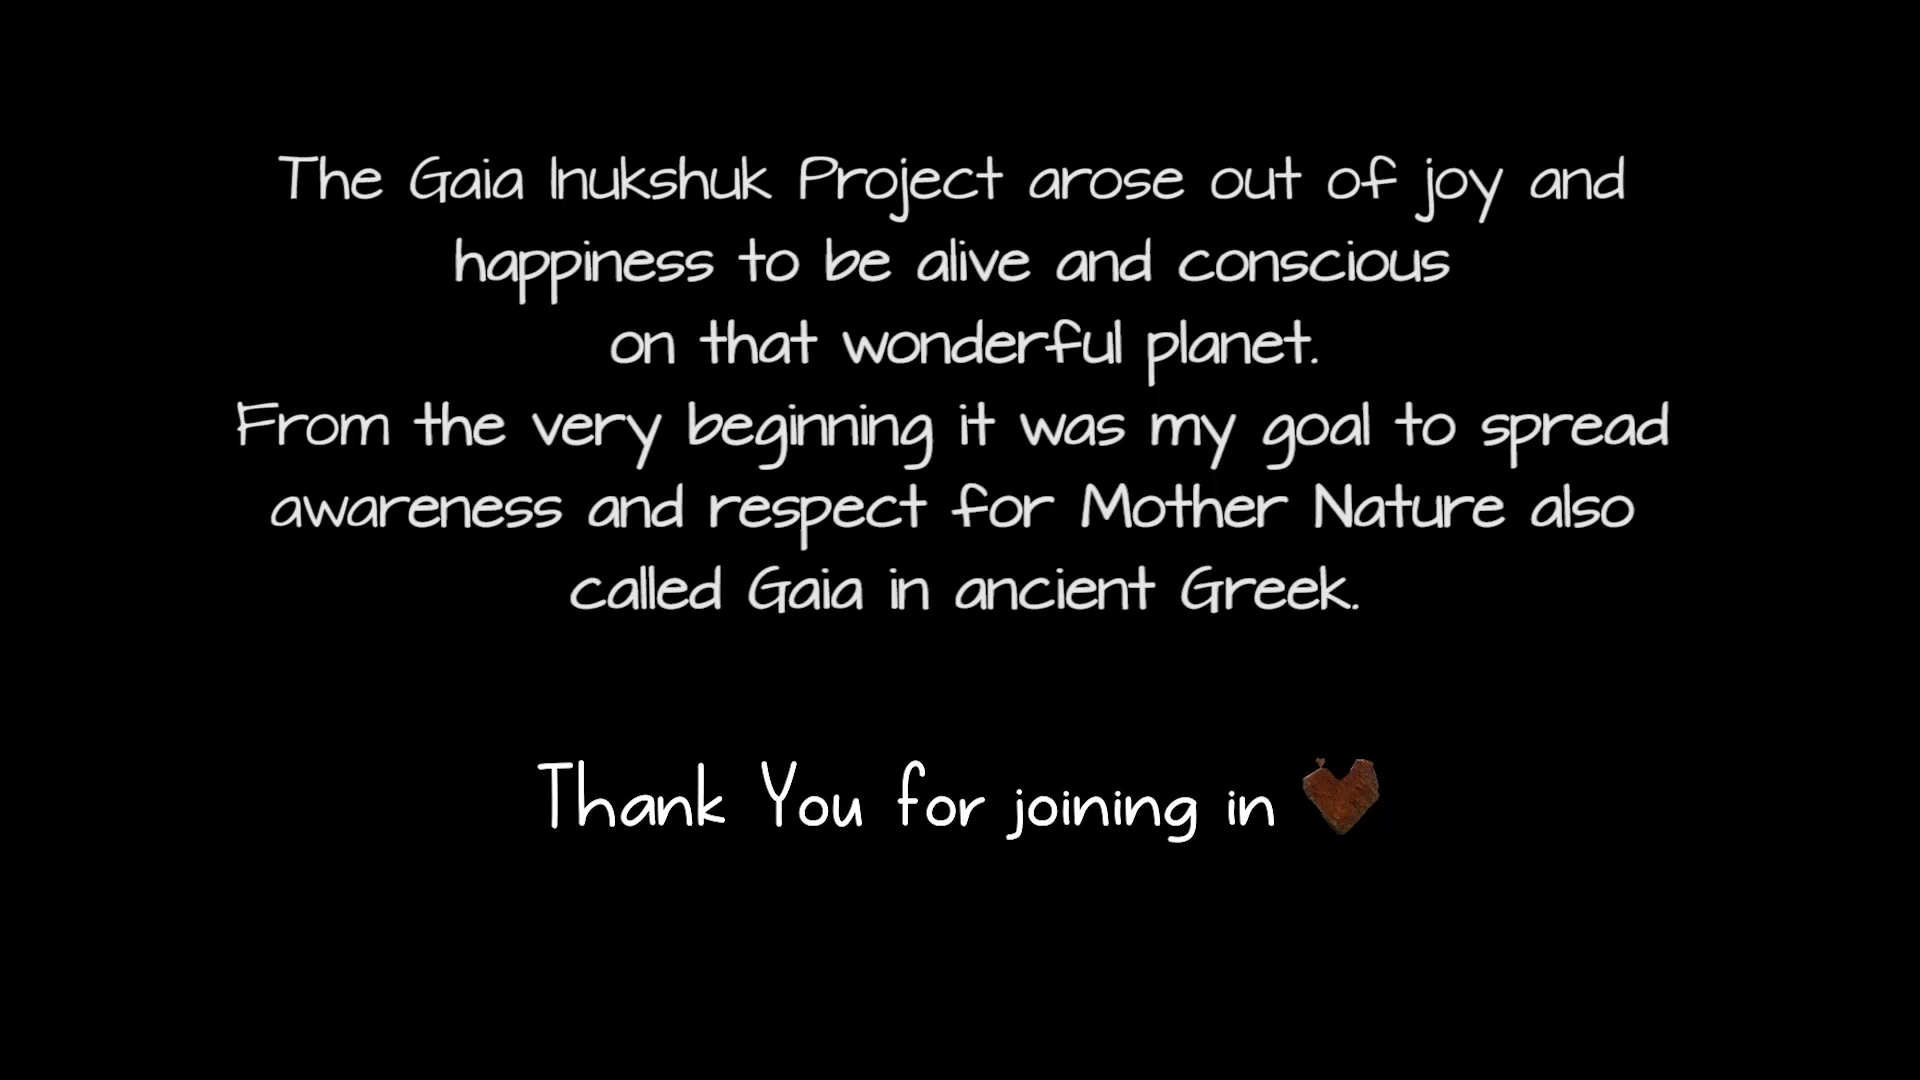 The Gaia Inukshuk Project arose out of joy and
happiness to be alive and conscious
on that wonderful planet.
From the very beginning it was my goal to spread
awareness and respect for Mother Nature also
called Gaia in ancient Greek.
Thank You for joining in